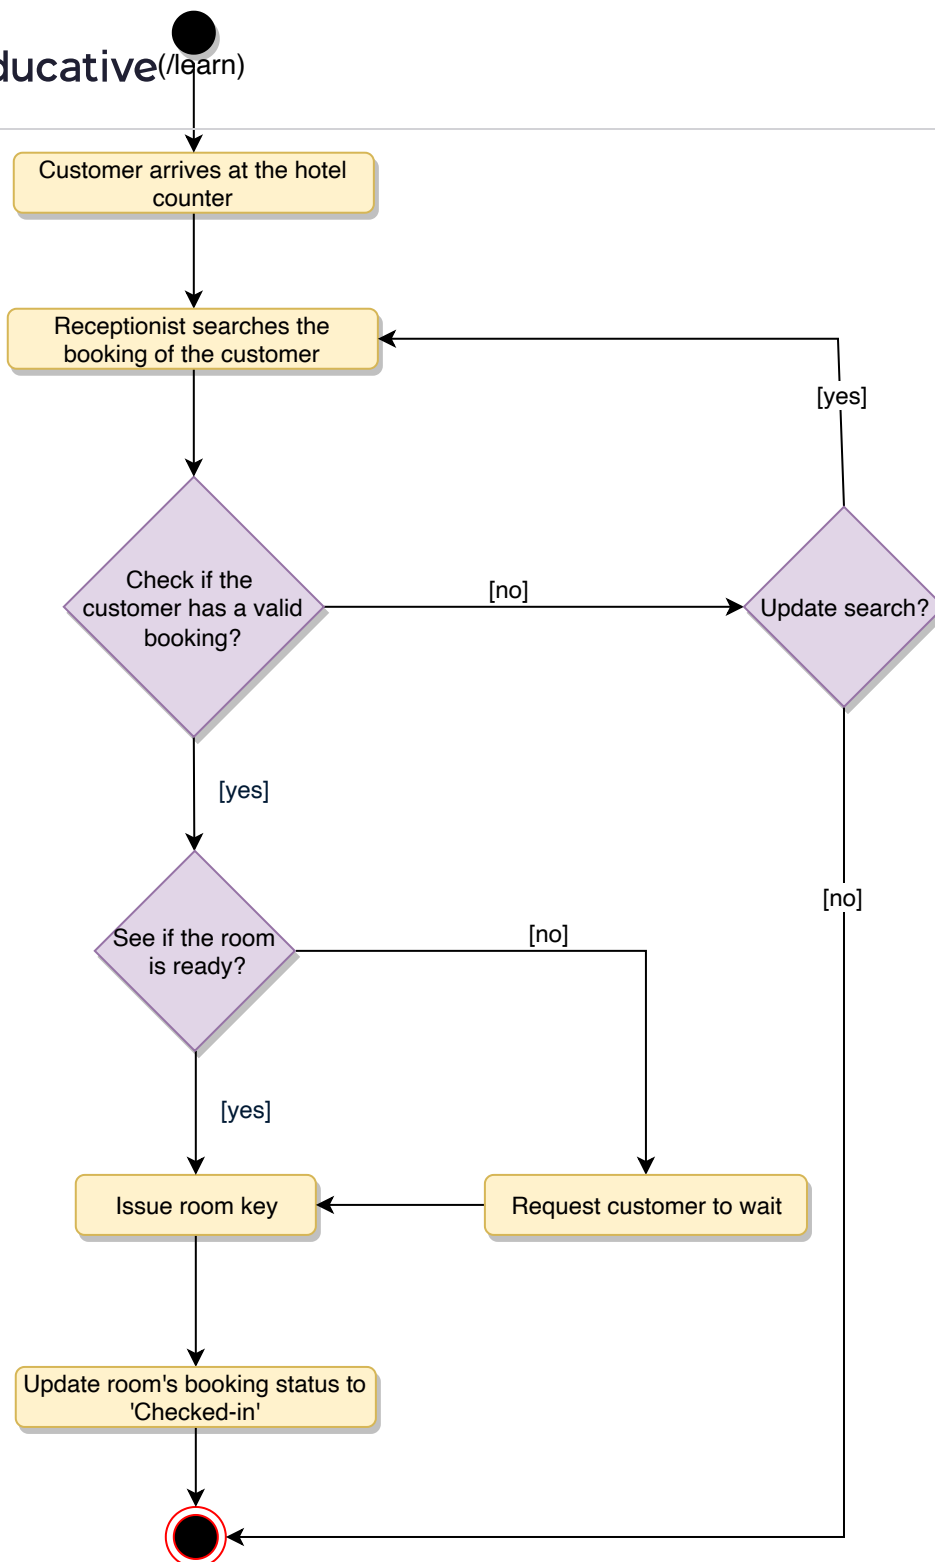 ducative(/learn)
Customer arrives at the hotel
counter
Receptionist searches the
booking of the customer
[yes]
Check if the
customer has a valid
booking?
[no]
Update search?
[yes]
[no]
See if the room
is ready?
[no]
[yes]
Issue room key
Request customer to wait
Update room's booking status to
'Checked-in'